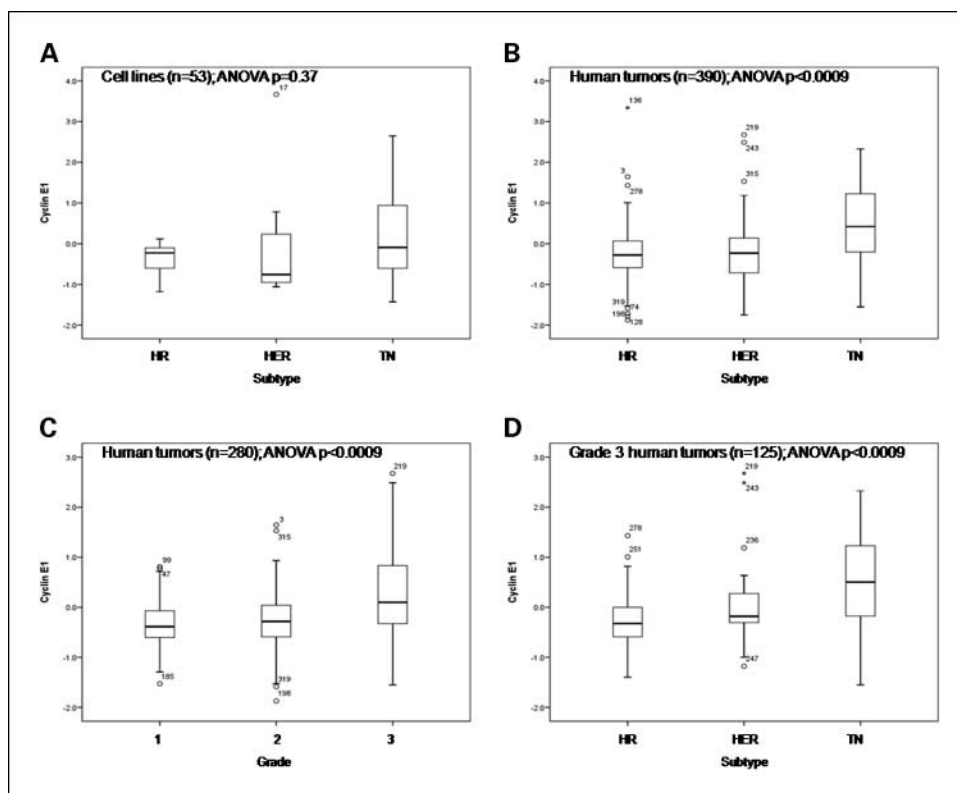 A
Cell lines (n=53); ANOVA p=0.37
4.0
3.0
2.0
1.0
0.0
-1.0
-2.0
Cyclin E1
17
HR HER TN
Subtype
B
Human tumors (n=390); ANOVA p<0.0009
4.0
3.0
2.0
1.0
0.0
-1.0
-2.0
Cyclin E1
136
3
278
319
74
198
128
219
243
315
HR HER TN
Subtype
C
Human tumors (n=280); ANOVA p<0.0009
3.0
2.0
1.0
0.0
-1.0
-2.0
Cyclin E1
99
47
185
3
315
319
198
219
1 2 3
Grade
D
Grade 3 human tumors (n=125); ANOVA p<0.0009
3.0
2.0
1.0
0.0
-1.0
-2.0
Cyclin E1
278
251
219
243
236
247
HR HER TN
Subtype